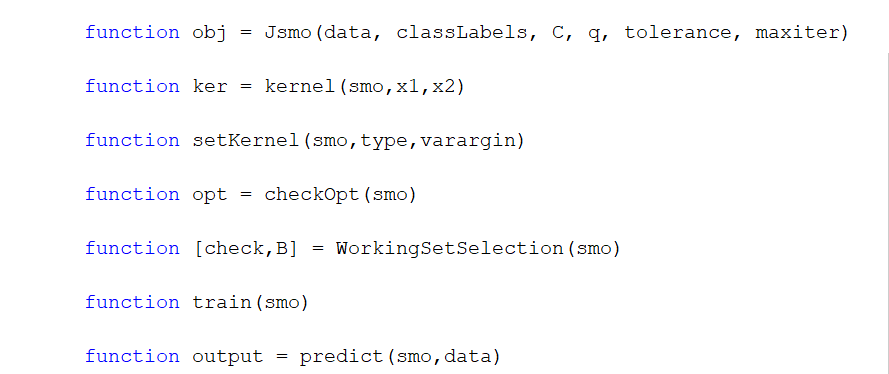 function obj = Jsmo(data, classLabels, C, q, tolerance, maxiter)
function ker = kernel(smo,x1,x2)
function setKernel(smo,type,varargin)
function opt = checkOpt(smo)
function [check,B] = WorkingSetSelection(smo)
function train(smo)
function output = predict(smo,data)